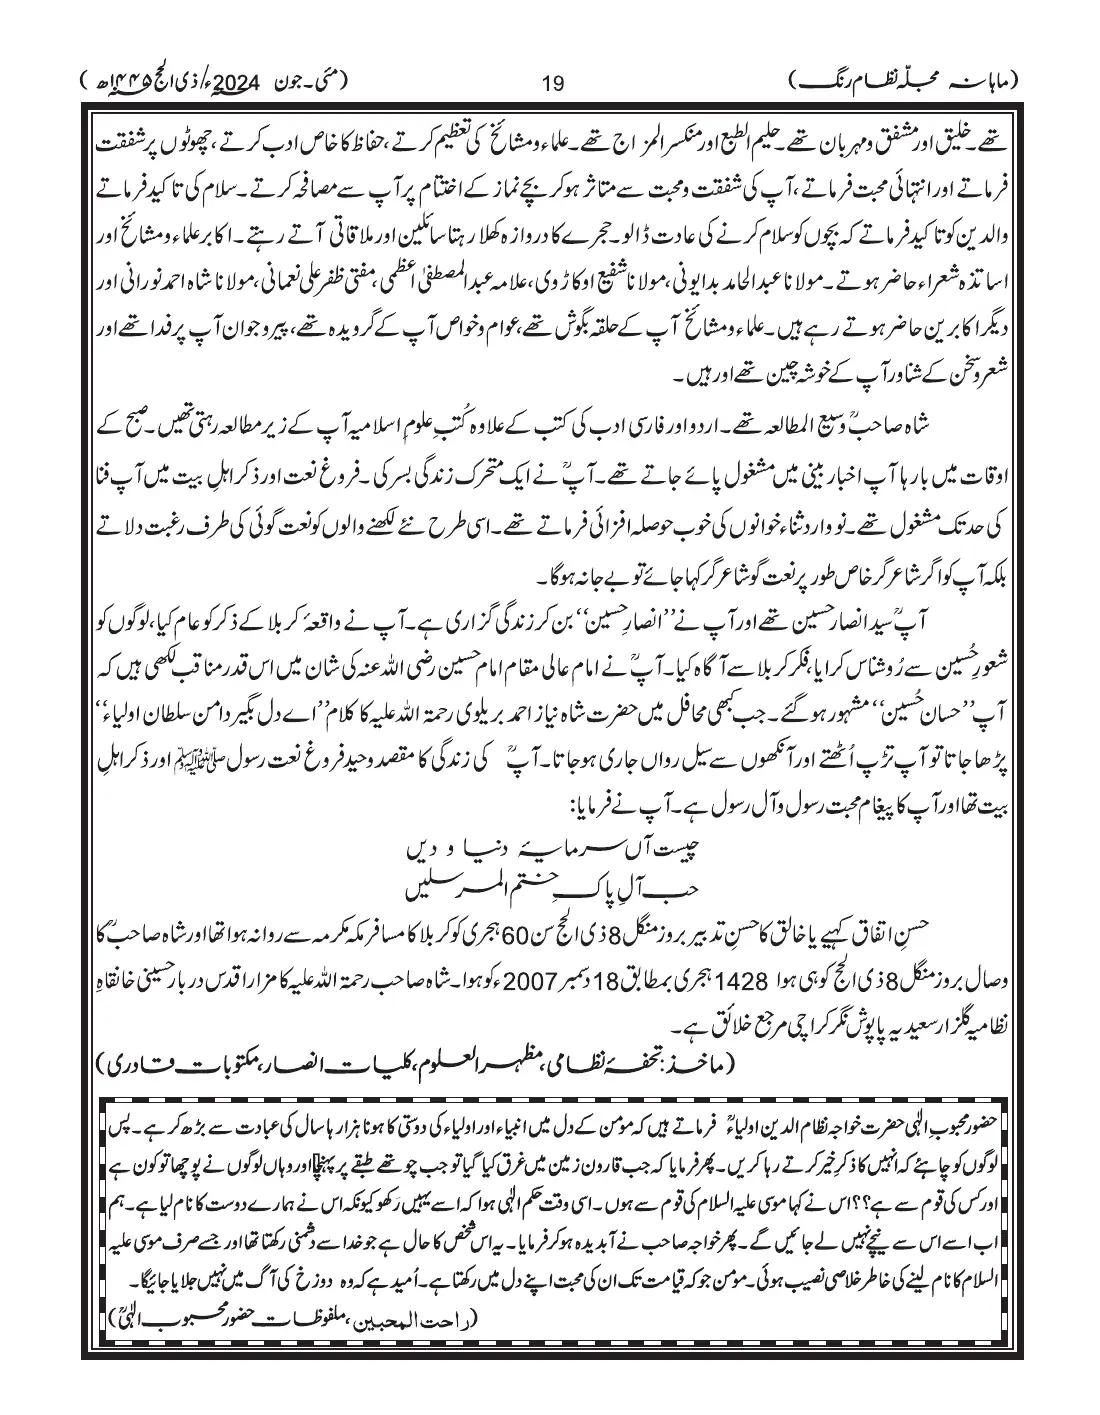 (ماہانہ مجلّہ نظام رنگ)
19
(مئی۔جون 2024ء/ذی الحج ۱۴۴۵ھ)
تھے۔خلیق اور مشفق و مہربان تھے۔حلیم الطبع اور منکسر المزاج تھے۔علماء و مشائخ کی تعظیم کرتے،حفاظ کا خاص ادب کرتے،چھوٹوں پر شفقت
فرماتے اور انتہائی محبت فرماتے،آپ کی شفقت و محبت سے متاثر ہو کر بچے نماز کے اختتام پر آپ سے مصافحہ کرتے۔سلام کی تاکید فرماتے
والدین کو تاکید فرماتے کہ بچوں کو سلام کرنے کی عادت ڈالو۔حجرے کا دروازہ کھلا رہتا سائلین اور ملاقاتی آتے رہتے۔اکابر علماء و مشائخ اور
اساتذہ شعراء حاضر ہوتے۔مولانا عبدالحامد بدایونی،مولانا شفیع اوکاڑوی،علامہ عبدالمصطفیٰ اعظمی،مفتی ظفر علی نعمانی،مولانا شاہ احمد نورانی اور
دیگر اکابرین حاضر ہوتے رہے ہیں۔علماء و مشائخ آپ کے حلقہ بگوش تھے،عوام و خواص آپ کے گرویدہ تھے،پیر و جوان آپ پر فدا تھے اور
شعر و سخن کے شناور آپ کے خوشہ چین تھے اور ہیں۔
شاہ صاحبؒ وسیع المطالعہ تھے۔اردو اور فارسی ادب کی کتب کے علاوہ کُتبِ علومِ اسلامیہ آپ کے زیر مطالعہ رہتی تھیں۔صبح کے
اوقات میں بارہا آپ اخبار بینی میں مشغول پائے جاتے تھے۔آپؒ نے ایک متحرک زندگی بسر کی۔فروغ نعت اور ذکر اہلِ بیت میں آپ فنا
کی حد تک مشغول تھے۔نووارد ثناء خوانوں کی خوب حوصلہ افزائی فرماتے تھے۔اسی طرح نئے لکھنے والوں کو نعت گوئی کی طرف رغبت دلاتے
بلکہ آپ کو اگر شاعر گر خاص طور پر نعت گو شاعر گر کہا جائے تو بے جا نہ ہوگا۔
آپؒ سید انصار حسین تھے اور آپ نے ’’انصارِ حسین‘‘ بن کر زندگی گزاری ہے۔آپ نے واقعۂ کربلا کے ذکر کو عام کیا،لوگوں کو
شعورِ حُسین سے رُوشناس کرایا،فکر کربلا سے آگاہ کیا۔آپؒ نے امام عالی مقام امام حسین رضی اللہ عنہ کی شان میں اس قدر مناقب لکھی ہیں کہ
آپ ’’حسان حُسین‘‘ مشہور ہو گئے۔جب کبھی محافل میں حضرت شاہ نیاز احمد بریلوی رحمۃ اللہ علیہ کا کلام ’’اے دل بگیر دامن سلطان اولیاء‘‘
پڑھا جاتا تو آپ تڑپ اُٹھتے اور آنکھوں سے سیل رواں جاری ہو جاتا۔آپؒ کی زندگی کا مقصد وحید فروغ نعت رسول ﷺ اور ذکر اہلِ
بیت تھا اور آپ کا پیغام محبت رسول و آل رسول ہے۔آپ نے فرمایا:
چیست آں سرمایۂ دنیا و دیں
حب آلِ پاکِ ختم المرسلیں
حسنِ اتفاق کہیے یا خالق کا حسنِ تدبیر بروز منگل 8 ذی الحج سن 60 ہجری کو کربلا کا مسافر مکہ مکرمہ سے روانہ ہوا تھا اور شاہ صاحبؒ کا
وصال بروز منگل 8 ذی الحج کو ہی ہوا 1428 ہجری بمطابق 18 دسمبر 2007ء کو ہوا۔شاہ صاحب رحمۃ اللہ علیہ کا مزار اقدس دربار حسینی خانقاہِ
نظامیہ گلزار سعیدیہ پاپوش نگر کراچی مرجع خلائق ہے۔
(ماخذ:تحفۂ نظامی،مظہر العلوم،کلیات انصار،مکتوبات قادری)
حضور محبوبِ الٰہی حضرت خواجہ نظام الدین اولیاءؒ فرماتے ہیں کہ مؤمن کے دل میں انبیاء اور اولیاء کی دوستی کا ہونا ہزارہا سال کی عبادت سے بڑھ کر ہے۔پس
لوگوں کو چاہئے کہ انہیں کا ذکر خیر کرتے رہا کریں۔پھر فرمایا کہ جب قارون زمین میں غرق کیا گیا تو جب چوتھے طبقے پر پہنچا اور وہاں لوگوں نے پوچھا تو کون ہے
اور کس کی قوم سے ہے؟؟اس نے کہا موسی علیہ السلام کی قوم سے ہوں۔اسی وقت حکم الٰہی ہوا کہ اسے یہیں رکھو کیونکہ اس نے ہمارے دوست کا نام لیا ہے۔ہم
اب اسے اس سے نیچے نہیں لے جائیں گے۔پھر خواجہ صاحب نے آبدیدہ ہو کر فرمایا۔یہ اس شخص کا حال ہے جو خدا سے دشمنی رکھتا تھا اور جسے صرف موسی علیہ
السلام کا نام لینے کی خاطر خلاصی نصیب ہوئی۔مومن جو کہ قیامت تک ان کی محبت اپنے دل میں رکھتا ہے۔اُمید ہے کہ وہ دوزخ کی آگ میں نہیں جلایا جائیگا۔
(راحت المحبین،ملفوظات حضور محبوب الٰہیؒ)